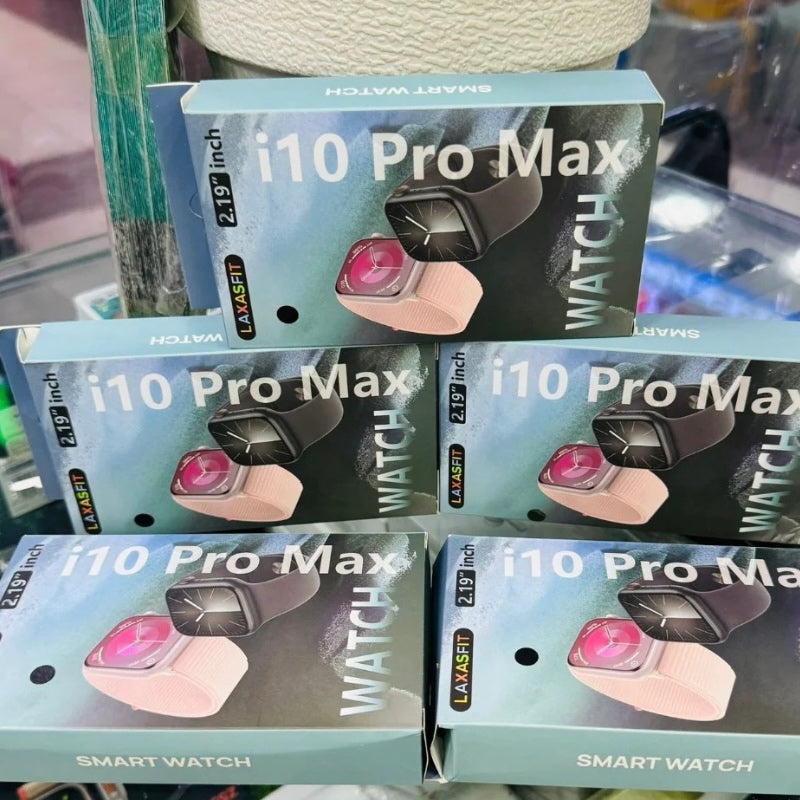 SMART WATCH
i10 Pro Max
2.19" inch
WATCH
LAXASFIT
SMART WATCH
i10 Pro Max
2.19" inch
WATCH
LAXASFIT
SMART
i10 Pro Max
2.19" inch
WATCH
LAXASFIT
i10 Pro Max
2.19" inch
WATCH
SMART WATCH
i10 Pro Ma
2.19" inch
WATCH
LAXASFIT
SMART WATCH